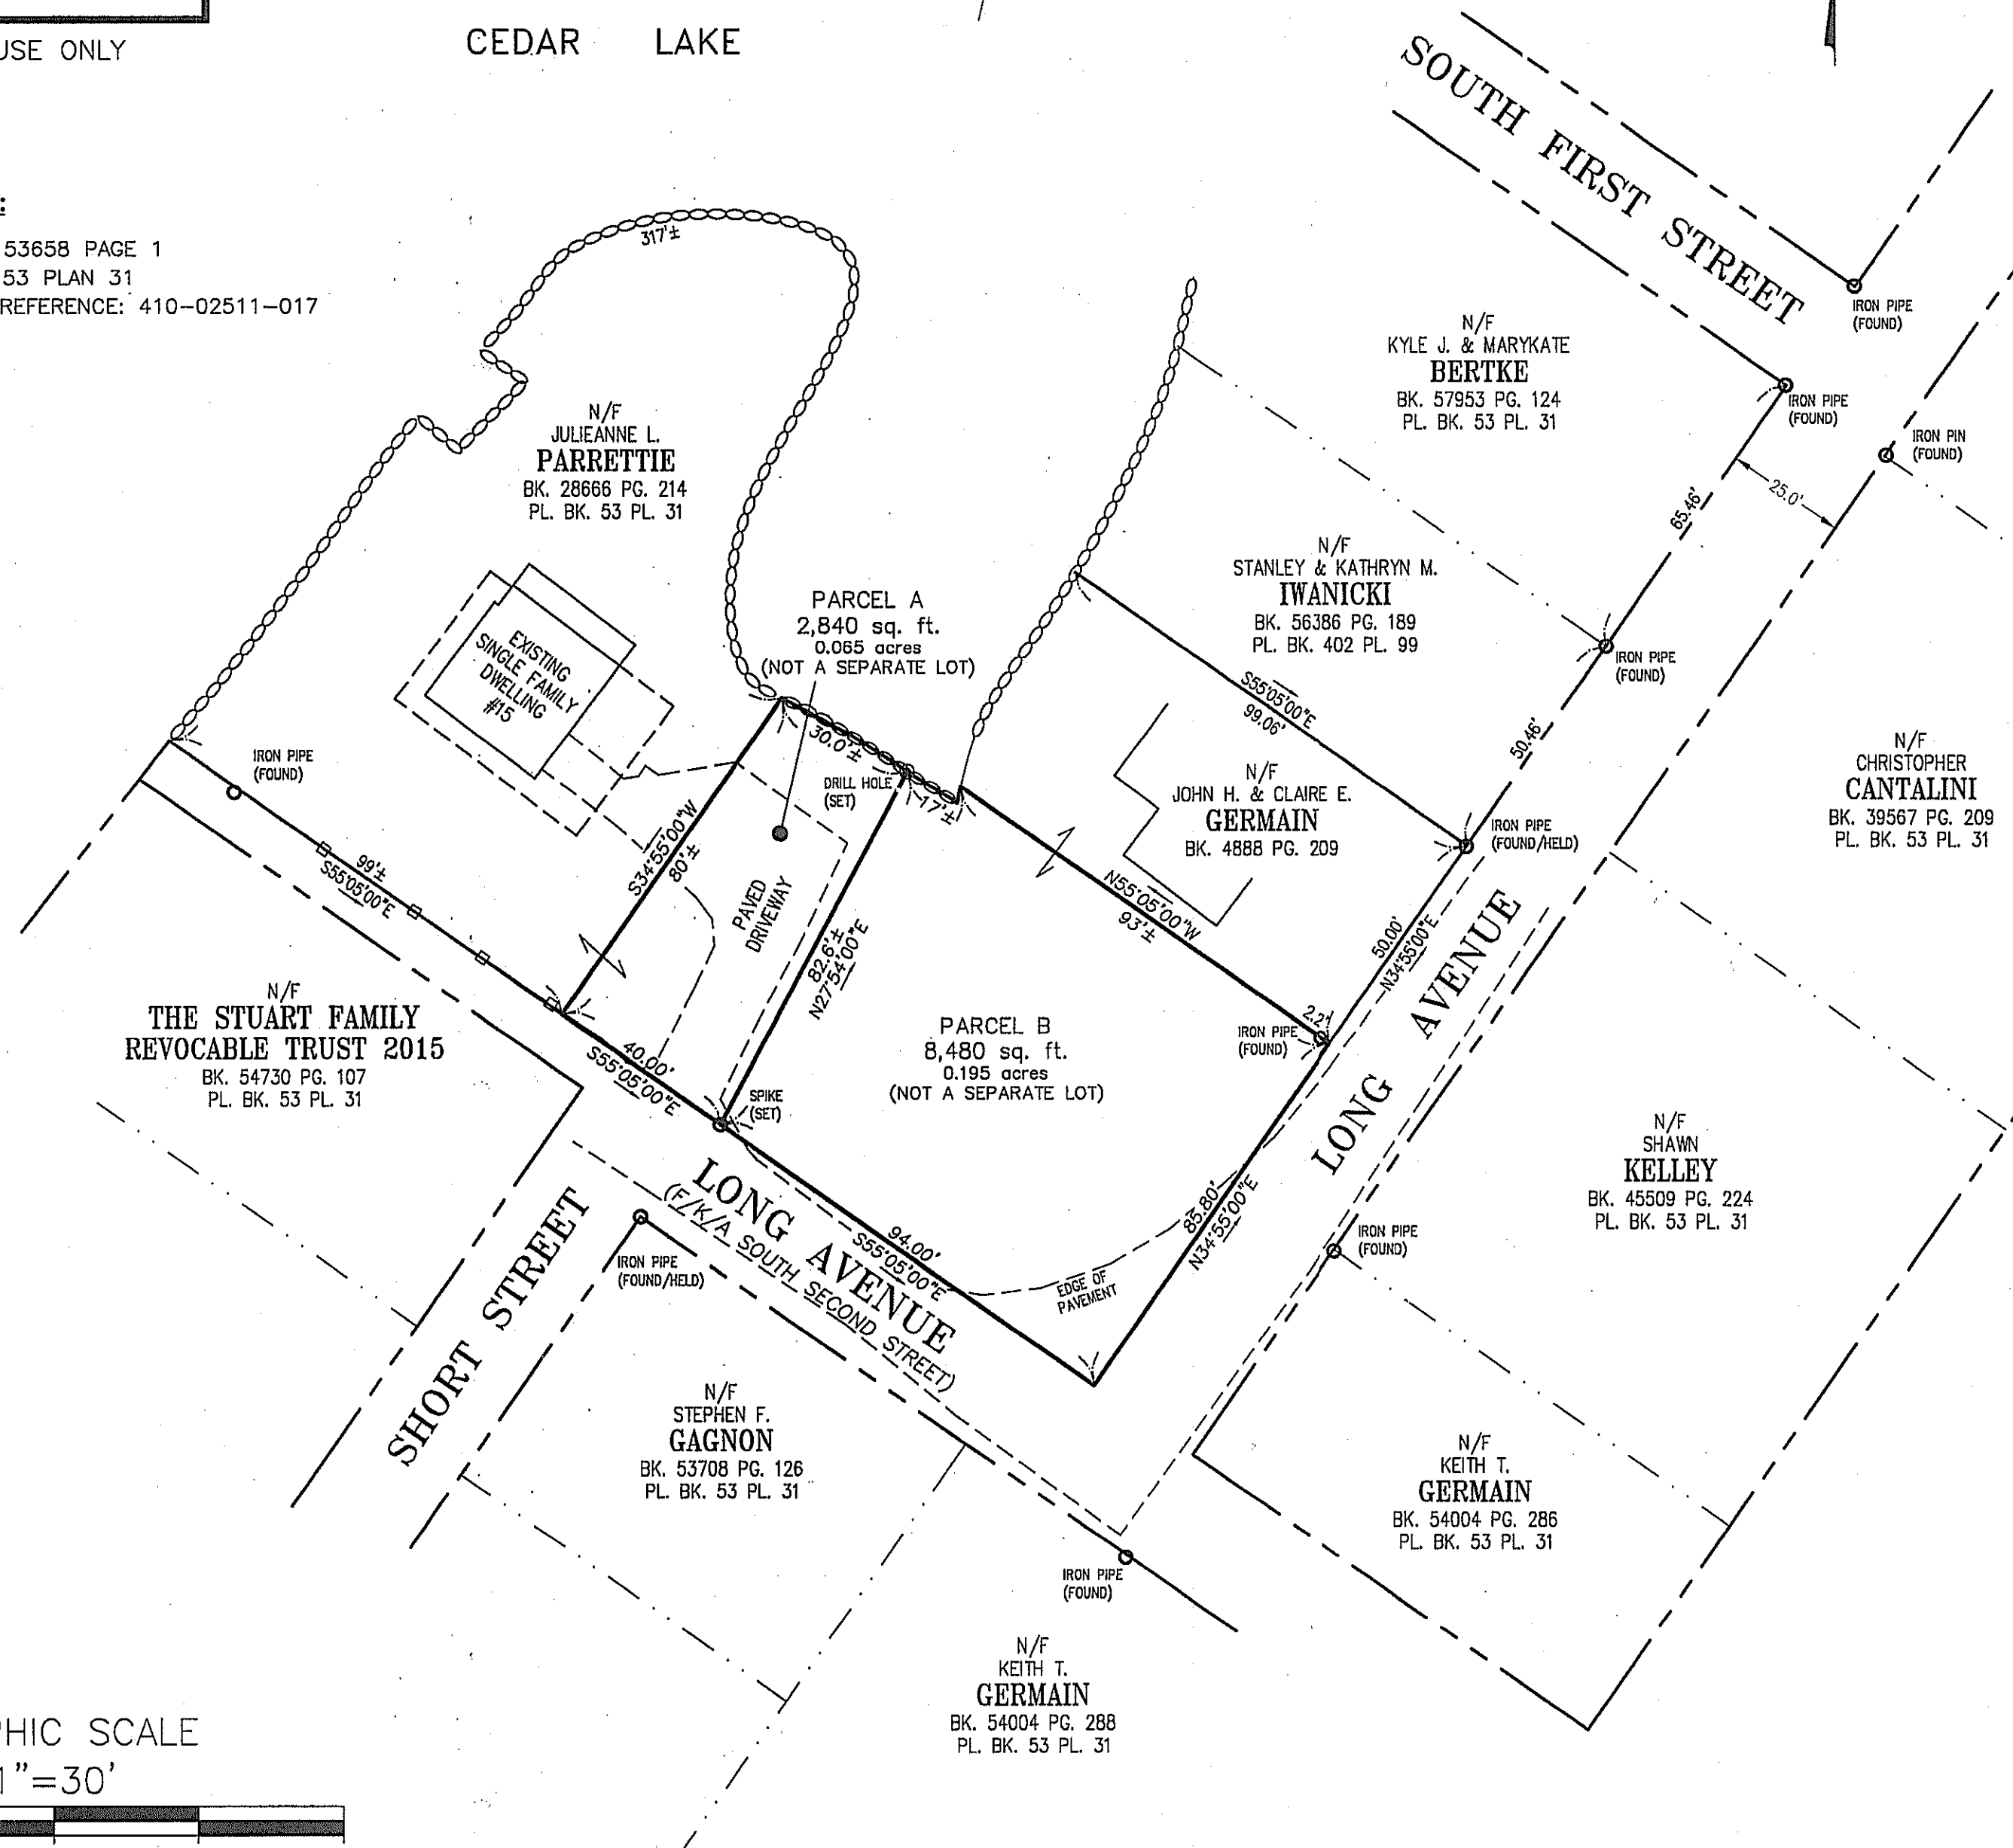 USE ONLY
CEDAR LAKE
:
53658 PAGE 1
53 PLAN 31
REFERENCE: 410-02511-017
SOUTH FIRST STREET
IRON PIPE
(FOUND)
IRON PIPE
(FOUND)
IRON PIN
(FOUND)
25.0'
65.46'
317'±
N/F
JULIEANNE L.
PARRETTIE
BK. 28666 PG. 214
PL. BK. 53 PL. 31
N/F
KYLE J. & MARYKATE
BERTKE
BK. 57953 PG. 124
PL. BK. 53 PL. 31
N/F
STANLEY & KATHRYN M.
IWANICKI
BK. 56386 PG. 189
PL. BK. 402 PL. 99
IRON PIPE
(FOUND)
50.46'
PARCEL A
2,840 sq. ft.
0.065 acres
(NOT A SEPARATE LOT)
EXISTING
SINGLE FAMILY
DWELLING
#15
IRON PIPE
(FOUND)
30.0'±
DRILL HOLE
(SET)
17'±
S55°05'00"E
99.06'
N/F
JOHN H. & CLAIRE E.
GERMAIN
BK. 4888 PG. 209
IRON PIPE
(FOUND/HELD)
N/F
CHRISTOPHER
CANTALINI
BK. 39567 PG. 209
PL. BK. 53 PL. 31
99'±
S55°05'00"E
S34°55'00"W
80'±
PAVED
DRIVEWAY
82.6'±
N27°54'00"E
N55°05'00"W
93'±
50.00'
N34°55'00"E
LONG AVENUE
2.2'
IRON PIPE
(FOUND)
N/F
THE STUART FAMILY
REVOCABLE TRUST 2015
BK. 54730 PG. 107
PL. BK. 53 PL. 31
40.00'
S55°05'00"E
SPIKE
(SET)
PARCEL B
8,480 sq. ft.
0.195 acres
(NOT A SEPARATE LOT)
N/F
SHAWN
KELLEY
BK. 45509 PG. 224
PL. BK. 53 PL. 31
SHORT STREET
IRON PIPE
(FOUND/HELD)
LONG AVENUE
(F/K/A SOUTH SECOND STREET)
94.00'
S55°05'00"E
EDGE OF
PAVEMENT
85.80'
N34°55'00"E
IRON PIPE
(FOUND)
N/F
STEPHEN F.
GAGNON
BK. 53708 PG. 126
PL. BK. 53 PL. 31
N/F
KEITH T.
GERMAIN
BK. 54004 PG. 286
PL. BK. 53 PL. 31
IRON PIPE
(FOUND)
N/F
KEITH T.
GERMAIN
BK. 54004 PG. 288
PL. BK. 53 PL. 31
PHIC SCALE
1"=30'